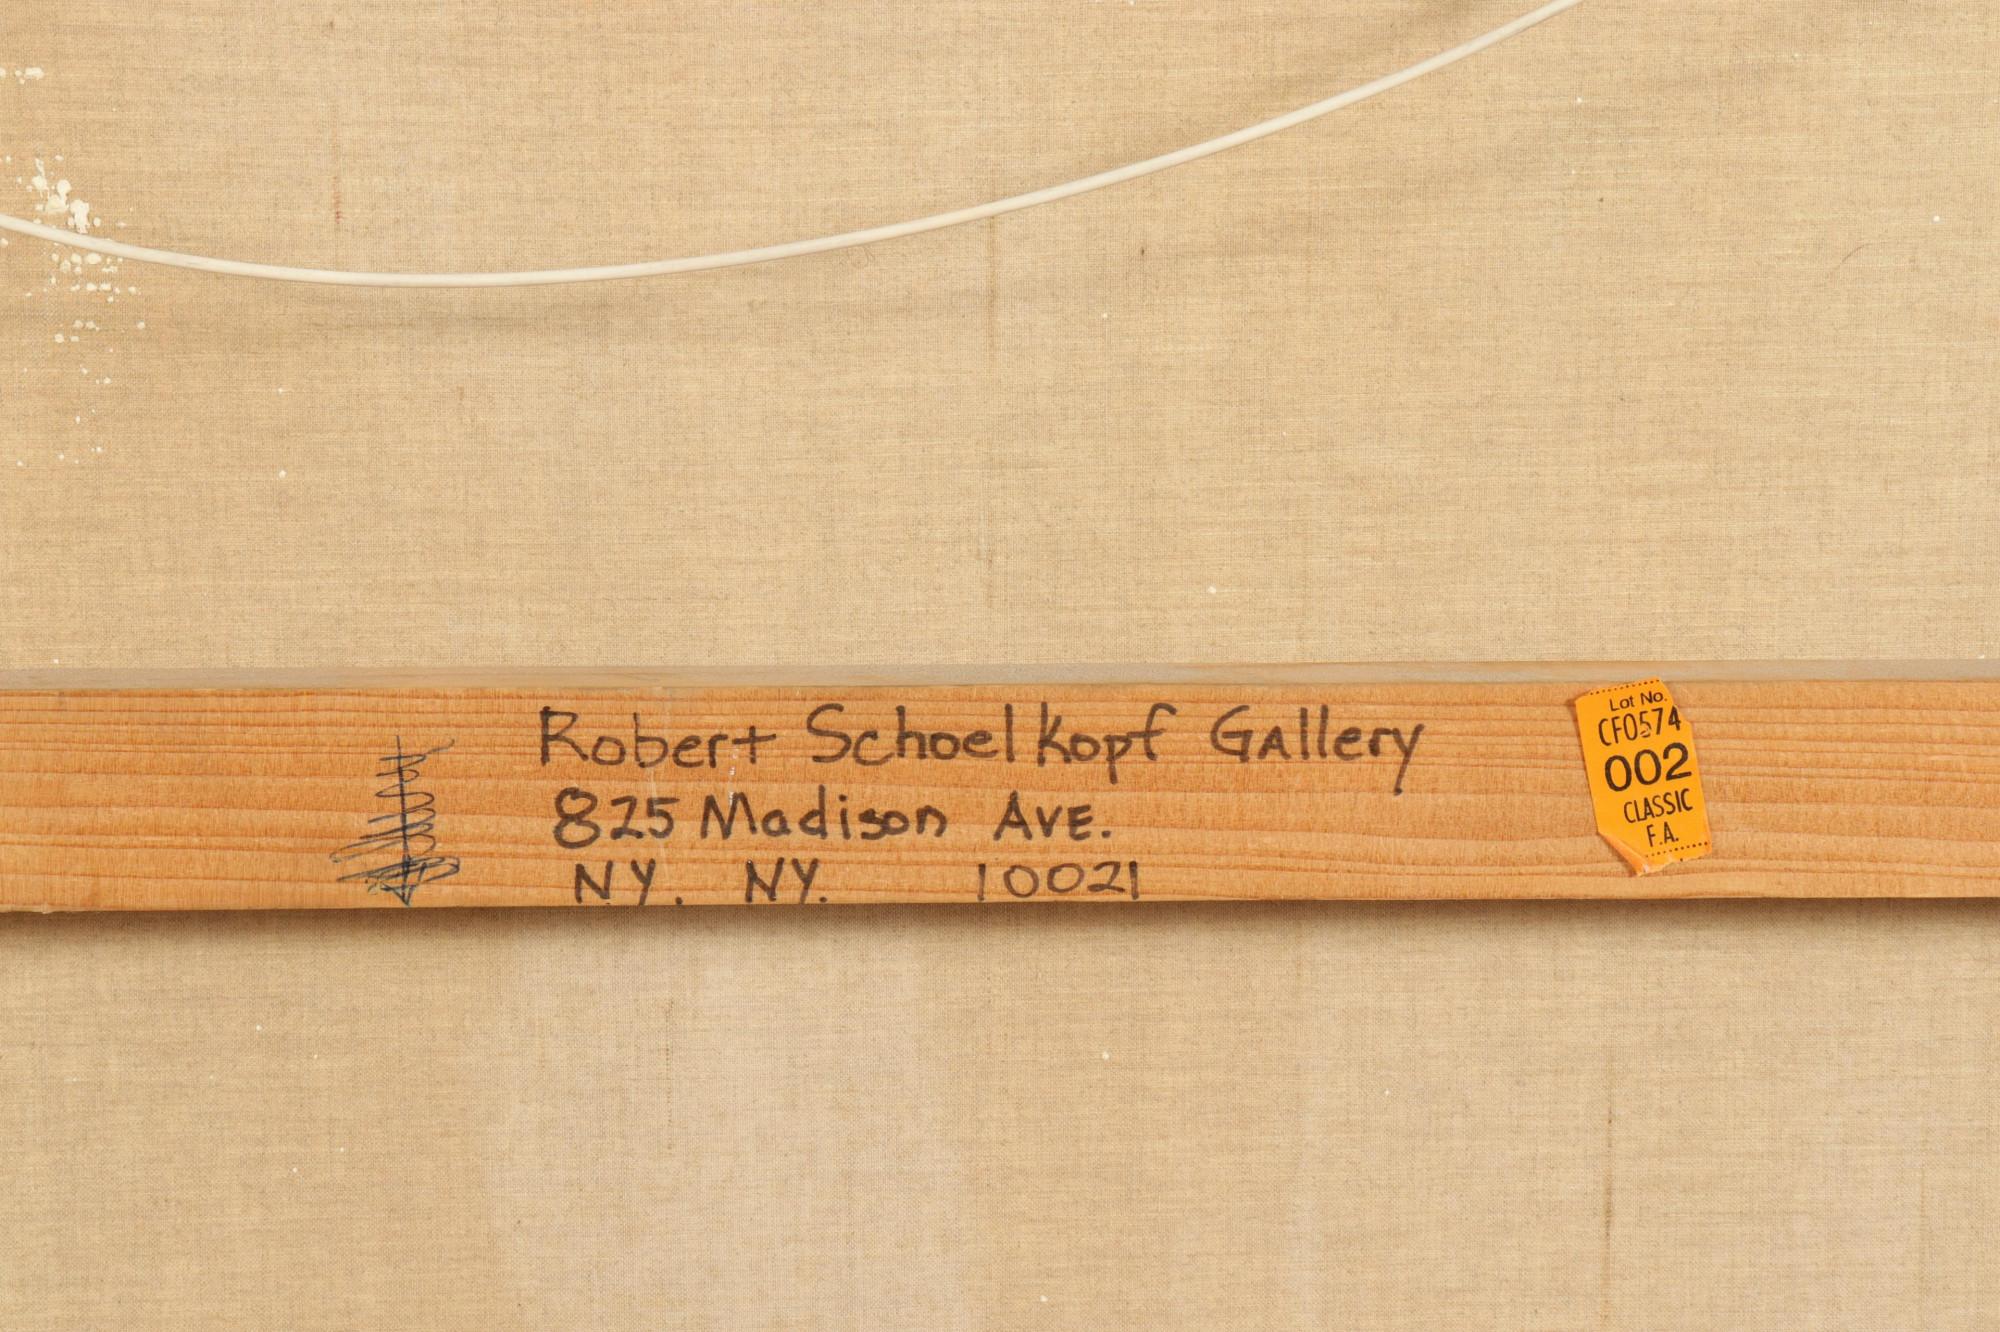 Robert Schoelkopf Gallery
825 Madison AVE.
NY. NY. 10021
Lot No.
CF0574
002
CLASSIC
F.A.